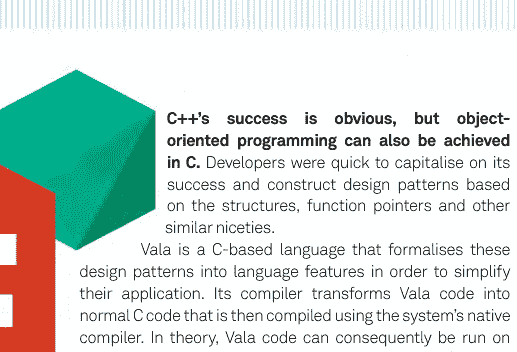 C++'s success is obvious, but object-
oriented programming can also be achieved
in C. Developers were quick to capitalise on its
success and construct design patterns based
on the structures, function pointers and other
similar niceties.
Vala is a C-based language that formalises these
design patterns into language features in order to simplify
their application. Its compiler transforms Vala code into
normal C code that is then compiled using the system's native
compiler. In theory, Vala code can consequently be run on